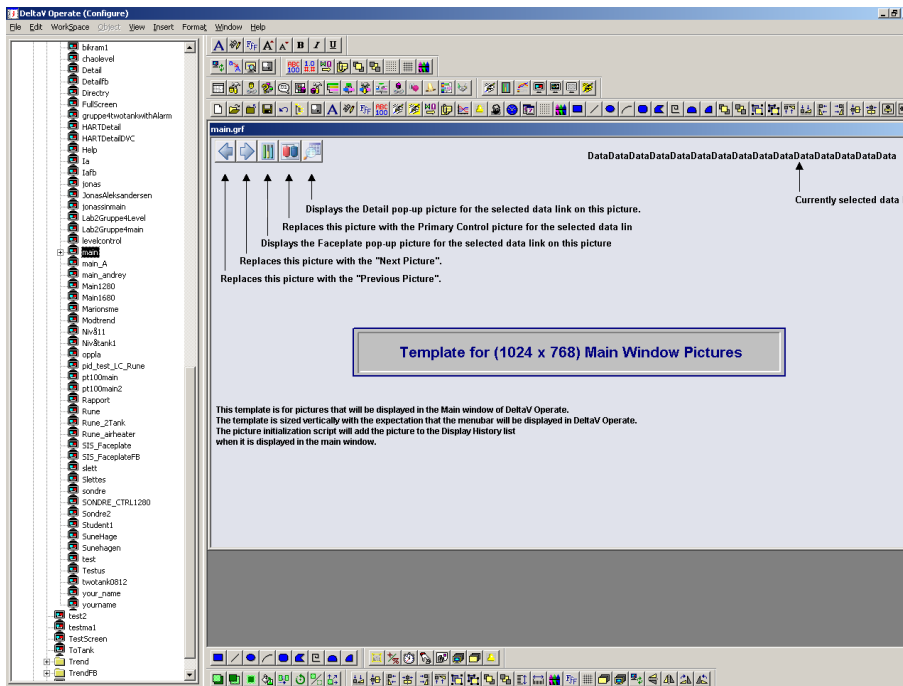 DeltaV Operate (Configure)
File Edit WorkSpace Object View Insert Format Window Help
bikram1
chaolevel
Detail
Detailfb
Directry
FullScreen
gruppe4twotankwithAlarm
HARTDetail
HARTDetailDVC
Help
Ia
Iafb
jonas
JonasAleksandersen
jonassinmain
Lab2Gruppe4Level
Lab2Gruppe4main
levelcontrol
main
main_A
main_andrey
Main1280
Main1680
Marionsme
Modtrend
Nivå11
Nivåtank1
oppla
pid_test_LC_Rune
pt100main
pt100main2
Rapport
Rune
Rune_2Tank
Rune_airheater
SIS_Faceplate
SIS_FaceplateFB
slett
Slettes
sondre
SONDRE_CTRL1280
Sondre2
Student1
SuneHage
Sunehagen
test
Testus
twotank0812
your_name
yourname
test2
testma1
TestScreen
ToTank
Trend
TrendFB
main.grf
DataDataDataDataDataDataDataDataDataDataDataDataDataDataData
Currently selected data
Displays the Detail pop-up picture for the selected data link on this picture.
Replaces this picture with the Primary Control picture for the selected data lin
Displays the Faceplate pop-up picture for the selected data link on this picture
Replaces this picture with the "Next Picture".
Replaces this picture with the "Previous Picture".
Template for (1024 x 768) Main Window Pictures
This template is for pictures that will be displayed in the Main window of DeltaV Operate.
The template is sized vertically with the expectation that the menubar will be displayed in DeltaV Operate.
The picture initialization script will add the picture to the Display History list
when it is displayed in the main window.